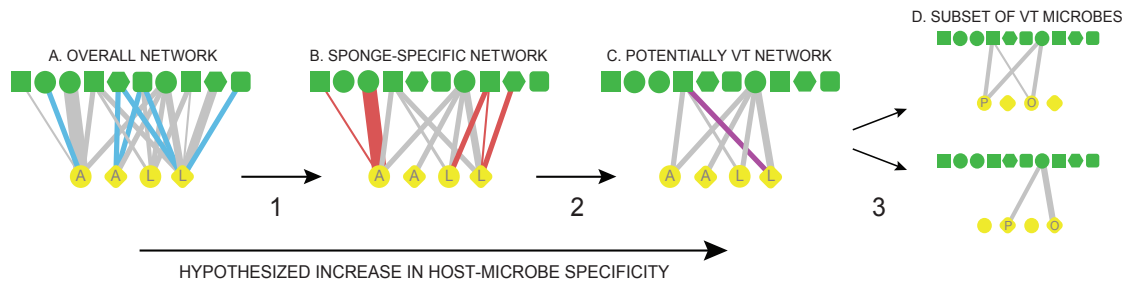 D. SUBSET OF VT MICROBES
A. OVERALL NETWORK
B. SPONGE-SPECIFIC NETWORK
C. POTENTIALLY VT NETWORK
P O
A A L L
A A L L
A A L L
1
2
3
P O
HYPOTHESIZED INCREASE IN HOST-MICROBE SPECIFICITY